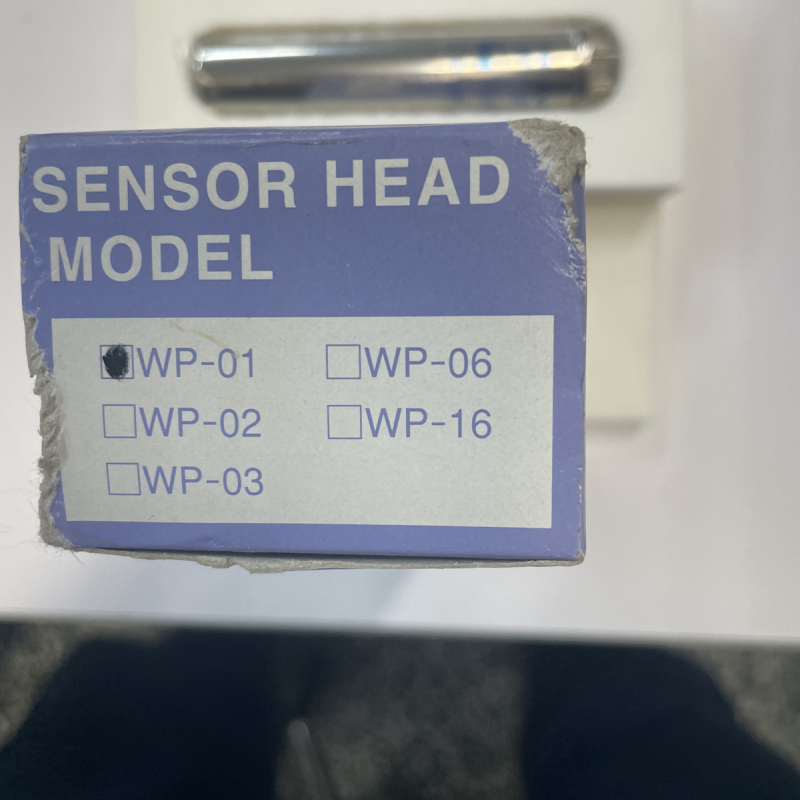 SENSOR HEAD
MODEL
WP-01 WP-06
WP-02 WP-16
WP-03